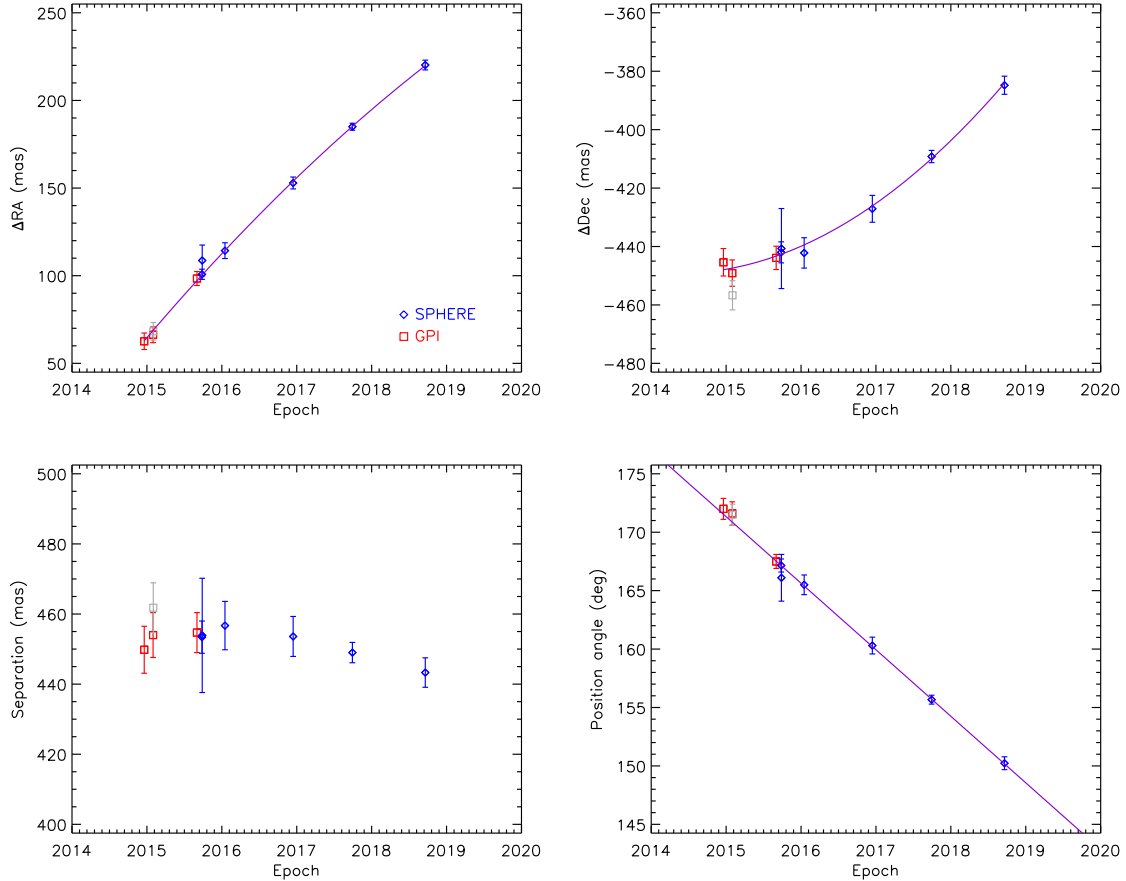 250
200
150
100
50
ΔRA (mas)
◇ SPHERE
□ GPI
2014 2015 2016 2017 2018 2019 2020
Epoch
−360
−380
−400
−420
−440
−460
−480
ΔDec (mas)
2014 2015 2016 2017 2018 2019 2020
Epoch
500
480
460
440
420
400
Separation (mas)
2014 2015 2016 2017 2018 2019 2020
Epoch
175
170
165
160
155
150
145
Position angle (deg)
2014 2015 2016 2017 2018 2019 2020
Epoch